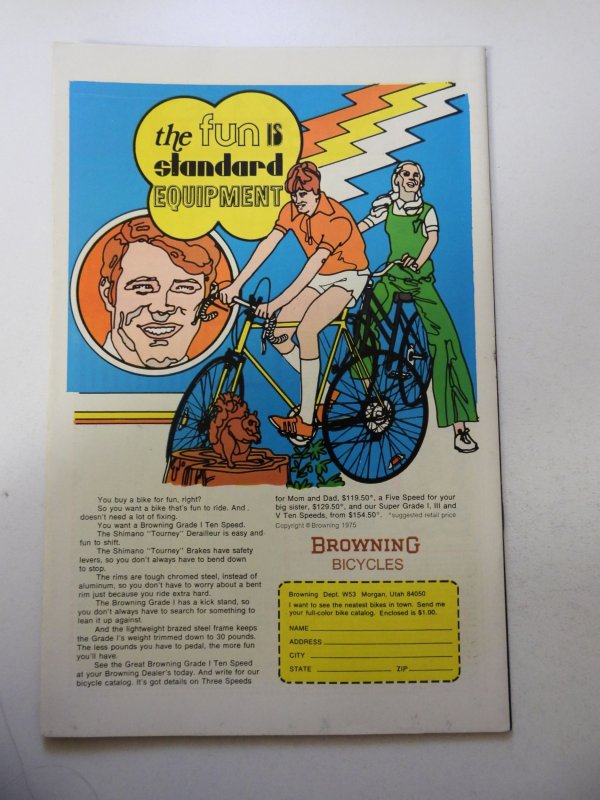 the fun IS
standard
EQUIPMENT
You buy a bike for fun, right?
So you want a bike that's fun to ride. And
doesn't need a lot of fixing.
You want a Browning Grade I Ten Speed.
The Shimano "Tourney" Derailleur is easy and
fun to shift.
The Shimano "Tourney" Brakes have safety
levers, so you don't always have to bend down
to stop.
The rims are tough chromed steel, instead of
aluminum, so you don't have to worry about a bent
rim just because you ride extra hard.
The Browning Grade I has a kick stand, so
you don't always have to search for something to
lean it up against.
And the lightweight brazed steel frame keeps
the Grade I's weight trimmed down to 30 pounds.
The less pounds you have to pedal, the more fun
you'll have.
See the Great Browning Grade I Ten Speed
at your Browning Dealer's today. And write for our
bicycle catalog. It's got details on Three Speeds
for Mom and Dad, $119.50*, a Five Speed for your
big sister, $129.50*, and our Super Grade I, III and
V Ten Speeds, from $154.50*. *suggested retail price
Copyright © Browning 1975
BROWNING
BICYCLES
Browning Dept. W53 Morgan, Utah 84050
I want to see the neatest bikes in town. Send me
your full-color bike catalog. Enclosed is $1.00.
NAME
ADDRESS
CITY
STATE ZIP